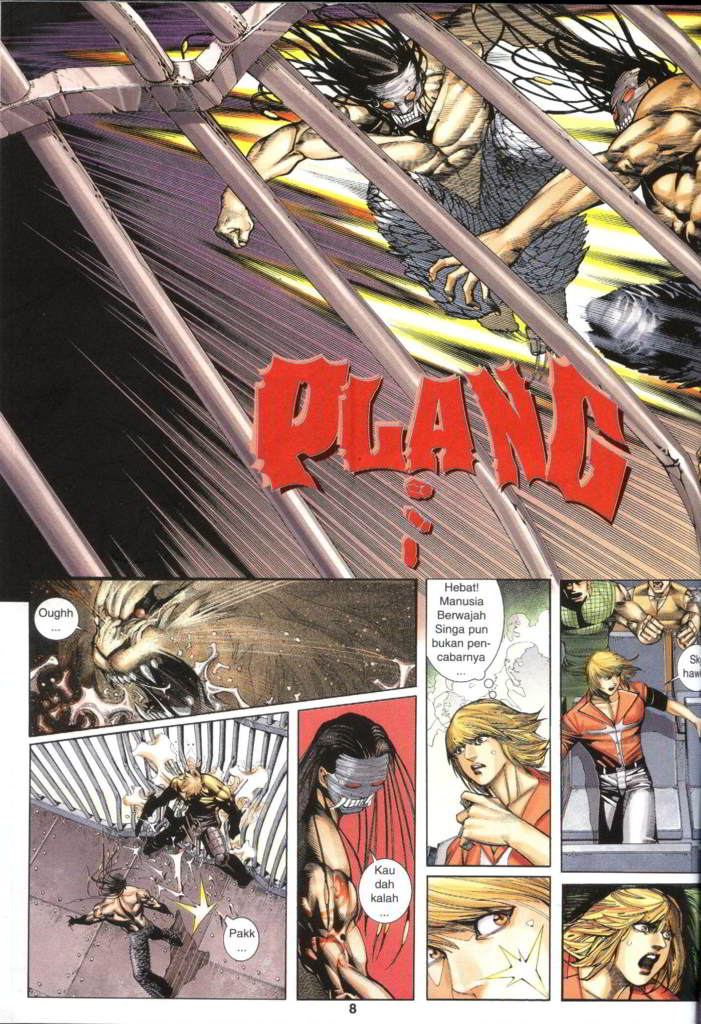 PLANG
...
Oughh
...
Hebat!
Manusia
Berwajah
Singa pun
bukan pen-
cabarnya
...
Pakk
...
Kau
dah
kalah
...
8